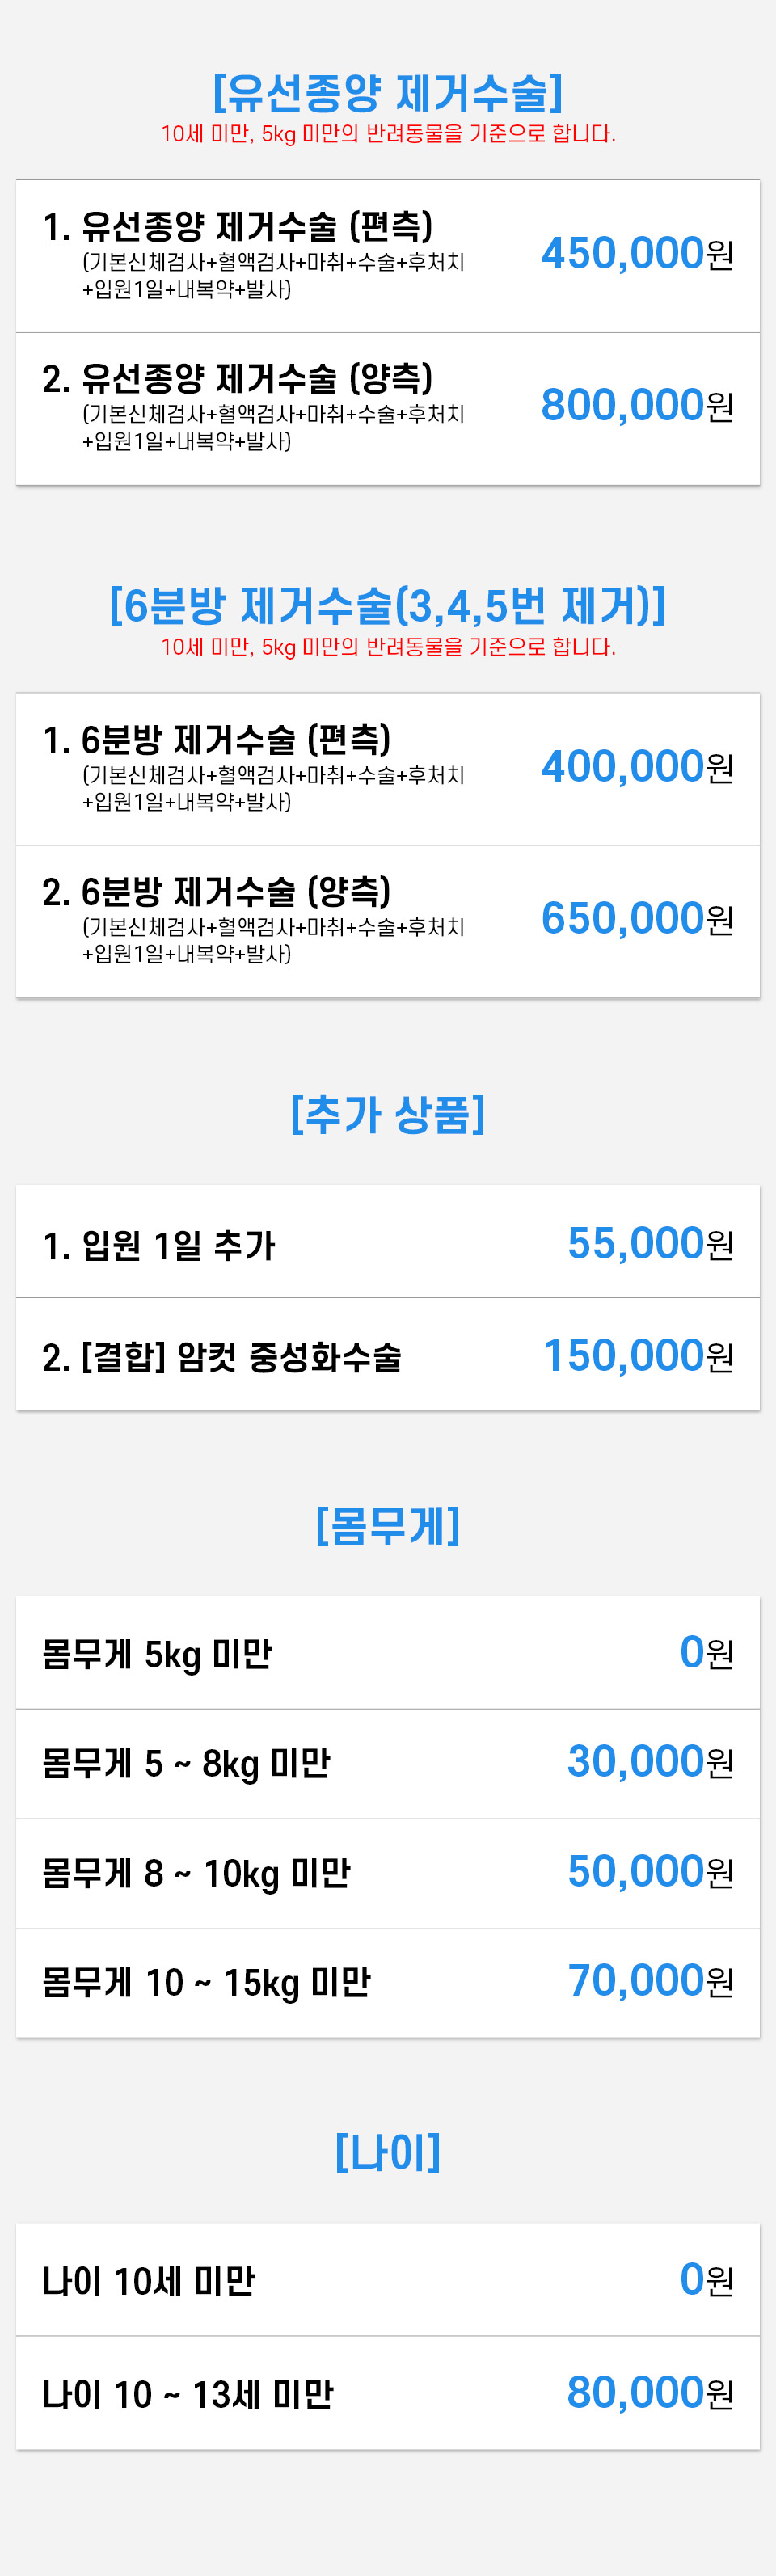 [유선종양 제거수술]
10세 미만, 5kg 미만의 반려동물을 기준으로 합니다.
1. 유선종양 제거수술 (편측)
(기본신체검사+혈액검사+마취+수술+후처치
+입원1일+내복약+발사)
450,000원
2. 유선종양 제거수술 (양측)
(기본신체검사+혈액검사+마취+수술+후처치
+입원1일+내복약+발사)
800,000원
[6분방 제거수술(3,4,5번 제거)]
10세 미만, 5kg 미만의 반려동물을 기준으로 합니다.
1. 6분방 제거수술 (편측)
(기본신체검사+혈액검사+마취+수술+후처치
+입원1일+내복약+발사)
400,000원
2. 6분방 제거수술 (양측)
(기본신체검사+혈액검사+마취+수술+후처치
+입원1일+내복약+발사)
650,000원
[추가 상품]
1. 입원 1일 추가 55,000원
2. [결합] 암컷 중성화수술 150,000원
[몸무게]
몸무게 5kg 미만 0원
몸무게 5 ~ 8kg 미만 30,000원
몸무게 8 ~ 10kg 미만 50,000원
몸무게 10 ~ 15kg 미만 70,000원
[나이]
나이 10세 미만 0원
나이 10 ~ 13세 미만 80,000원